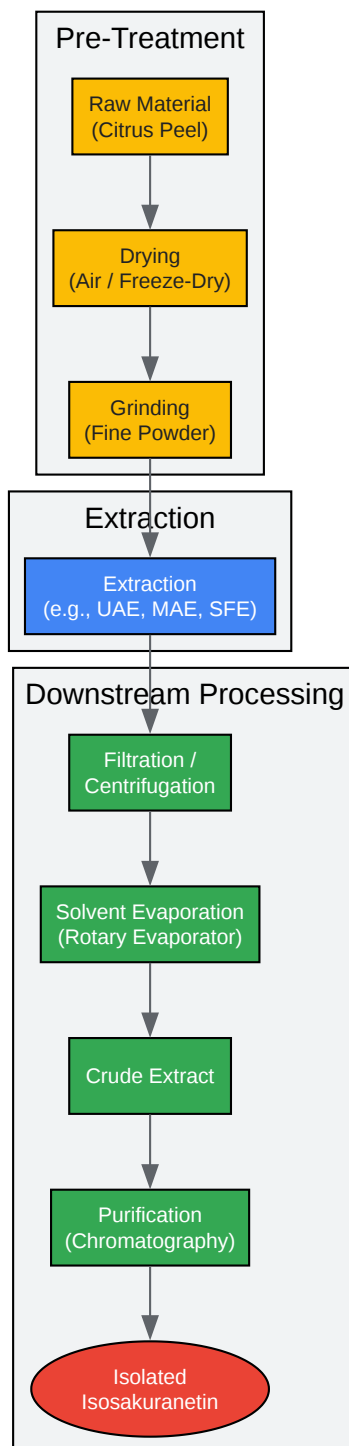 Pre-Treatment
Raw Material
(Citrus Peel)
Drying
(Air / Freeze-Dry)
Grinding
(Fine Powder)
Extraction
Extraction
(e.g., UAE, MAE, SFE)
Downstream Processing
Filtration /
Centrifugation
Solvent Evaporation
(Rotary Evaporator)
Crude Extract
Purification
(Chromatography)
Isolated
Isosakuranetin